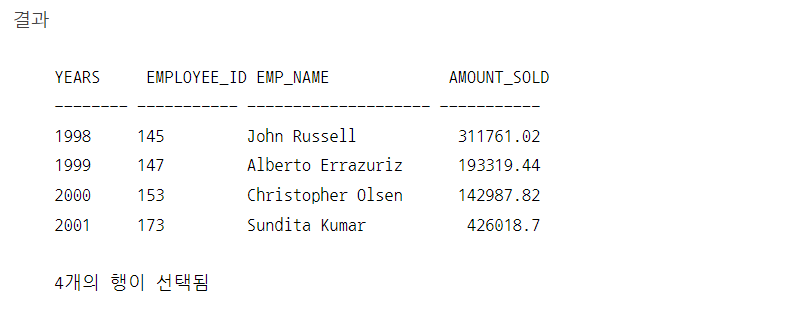 결과
YEARS EMPLOYEE_ID EMP_NAME AMOUNT_SOLD
-------- ----------- -------------------- -----------
1998 145 John Russell 311761.02
1999 147 Alberto Errazuriz 193319.44
2000 153 Christopher Olsen 142987.82
2001 173 Sundita Kumar 426018.7
4개의 행이 선택됨